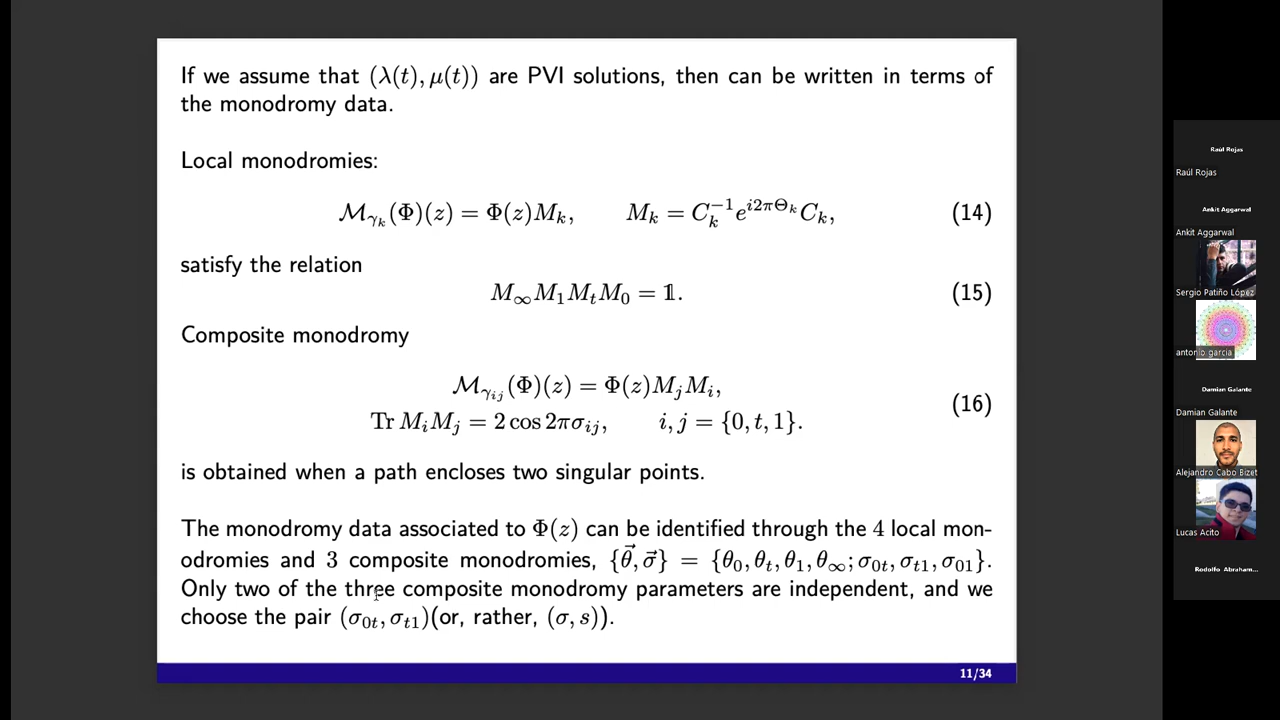 If we assume that (λ(t), μ(t)) are PVI solutions, then can be written in terms of
the monodromy data.
Local monodromies:
ℳ_{γ_k}(Φ)(z) = Φ(z)M_k, M_k = C_k^{-1} e^{i2πΘ_k} C_k, (14)
satisfy the relation
M_∞ M_1 M_t M_0 = 𝟙. (15)
Composite monodromy
ℳ_{γ_{ij}}(Φ)(z) = Φ(z)M_j M_i,
Tr M_i M_j = 2 cos 2πσ_{ij}, i, j = {0, t, 1}. (16)
is obtained when a path encloses two singular points.
The monodromy data associated to Φ(z) can be identified through the 4 local mon-
odromies and 3 composite monodromies, {θ⃗, σ⃗} = {θ_0, θ_t, θ_1, θ_∞; σ_{0t}, σ_{t1}, σ_{01}}.
Only two of the three composite monodromy parameters are independent, and we
choose the pair (σ_{0t}, σ_{t1})(or, rather, (σ, s)).
11/34
Raúl Rojas
Raúl Rojas
Ankit Aggarwal
Ankit Aggarwal
Sergio Patiño López
antonio garcia
Damian Galante
Damian Galante
Alejandro Cabo Bizet
Lucas Acito
Rodolfo Abraham...